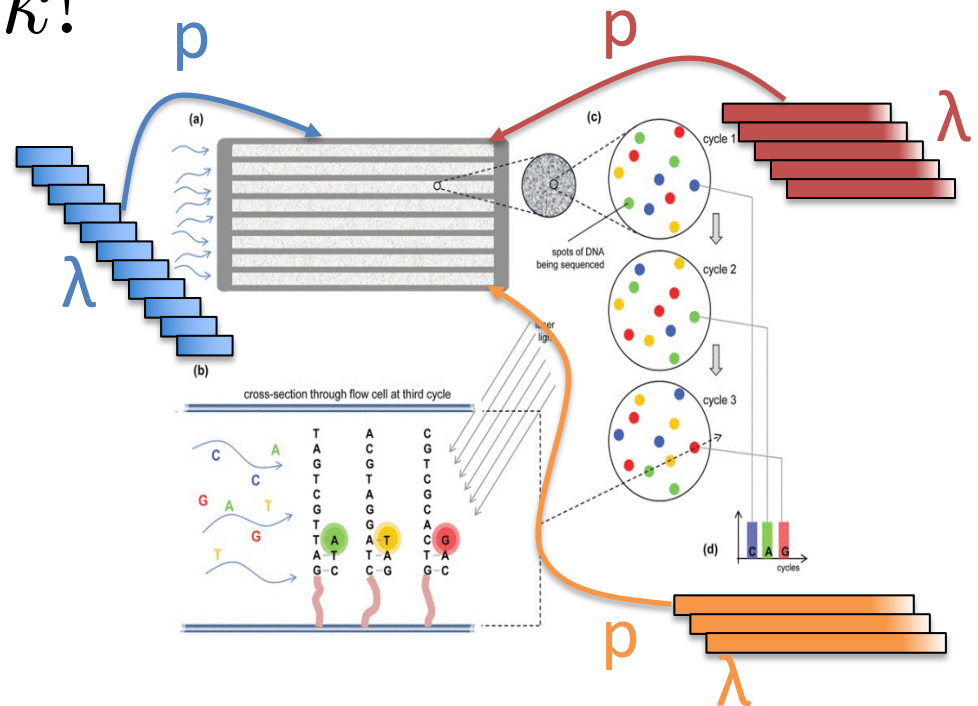 k!
p
p
λ
λ
(a)
(c)
cycle 1
spots of DNA
being sequenced
cycle 2
cycle 3
(b)
cross-section through flow cell at third cycle
C
A
C
G
A
T
G
T
T
A
G
T
C
G
T
T
A
G
A
T
C
A
C
G
T
A
G
G
A
T
C
T
A
G
C
G
T
C
G
C
A
C
T
G
G
A
C
(d)
C A G
cycles
p
λ
λ